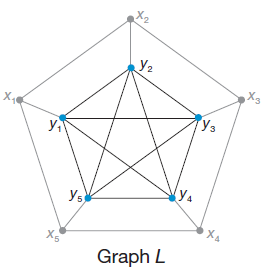 x₂
y₂
x₁ x₃
y₁ y₃
y₅ y₄
x₅ x₄
Graph L